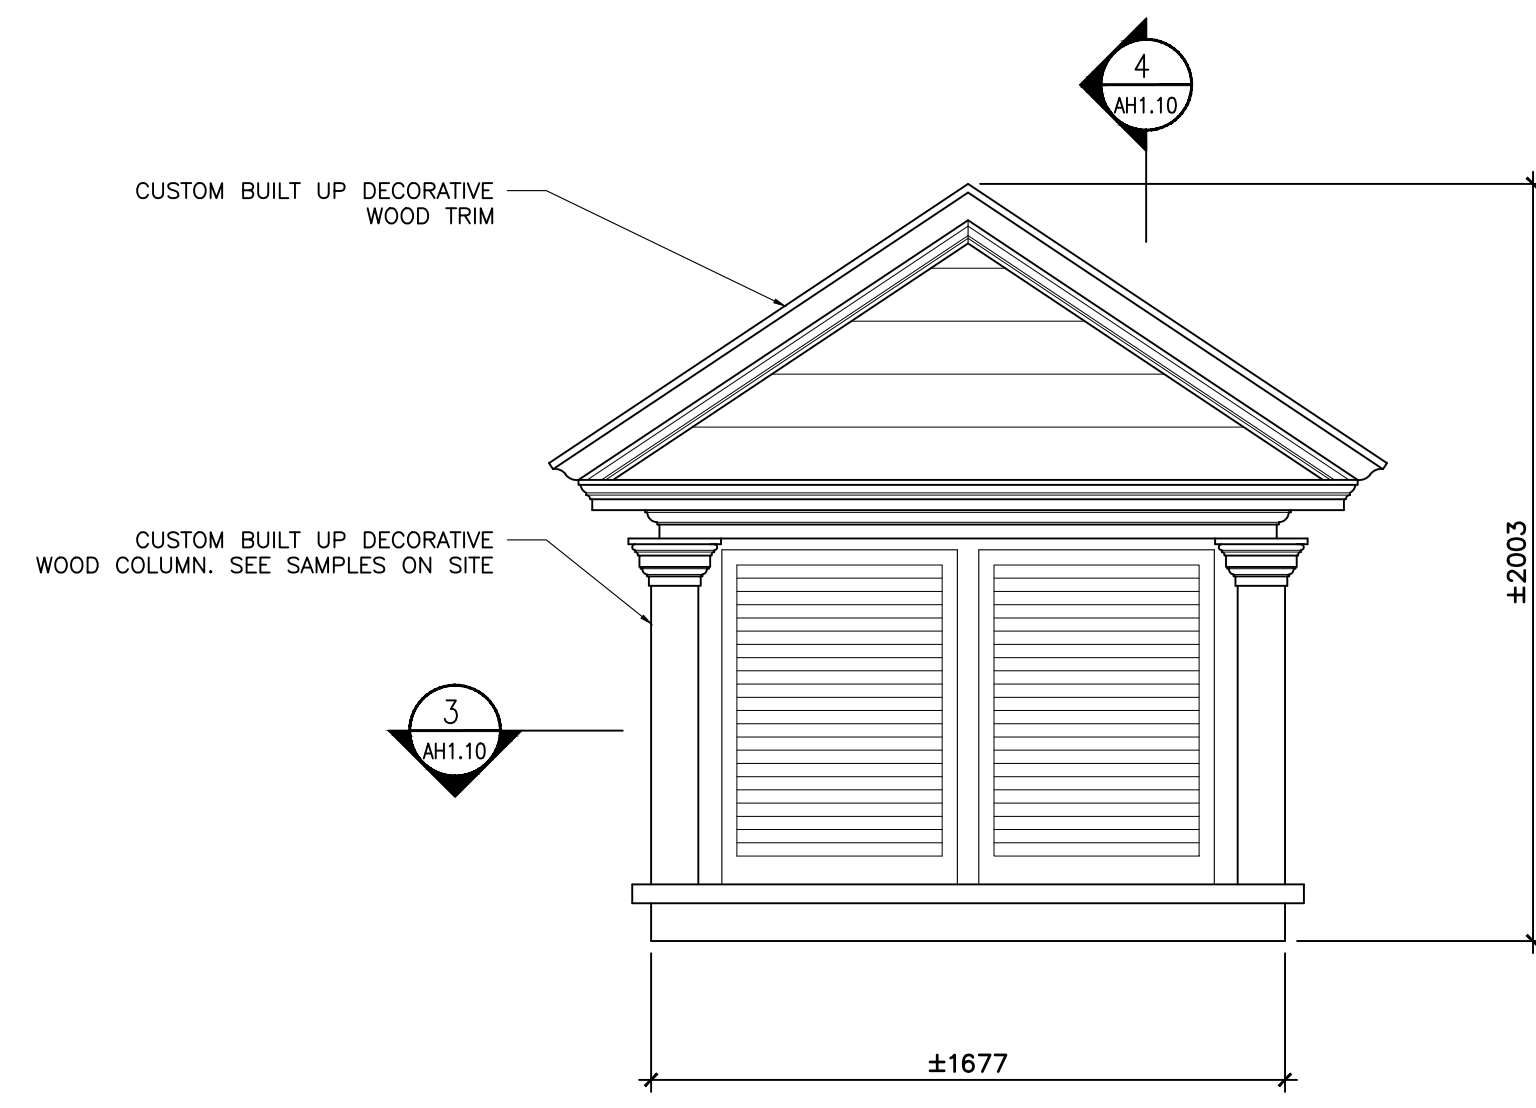 4
AH1.10
CUSTOM BUILT UP DECORATIVE
WOOD TRIM
CUSTOM BUILT UP DECORATIVE
WOOD COLUMN. SEE SAMPLES ON SITE
±2003
3
AH1.10
±1677